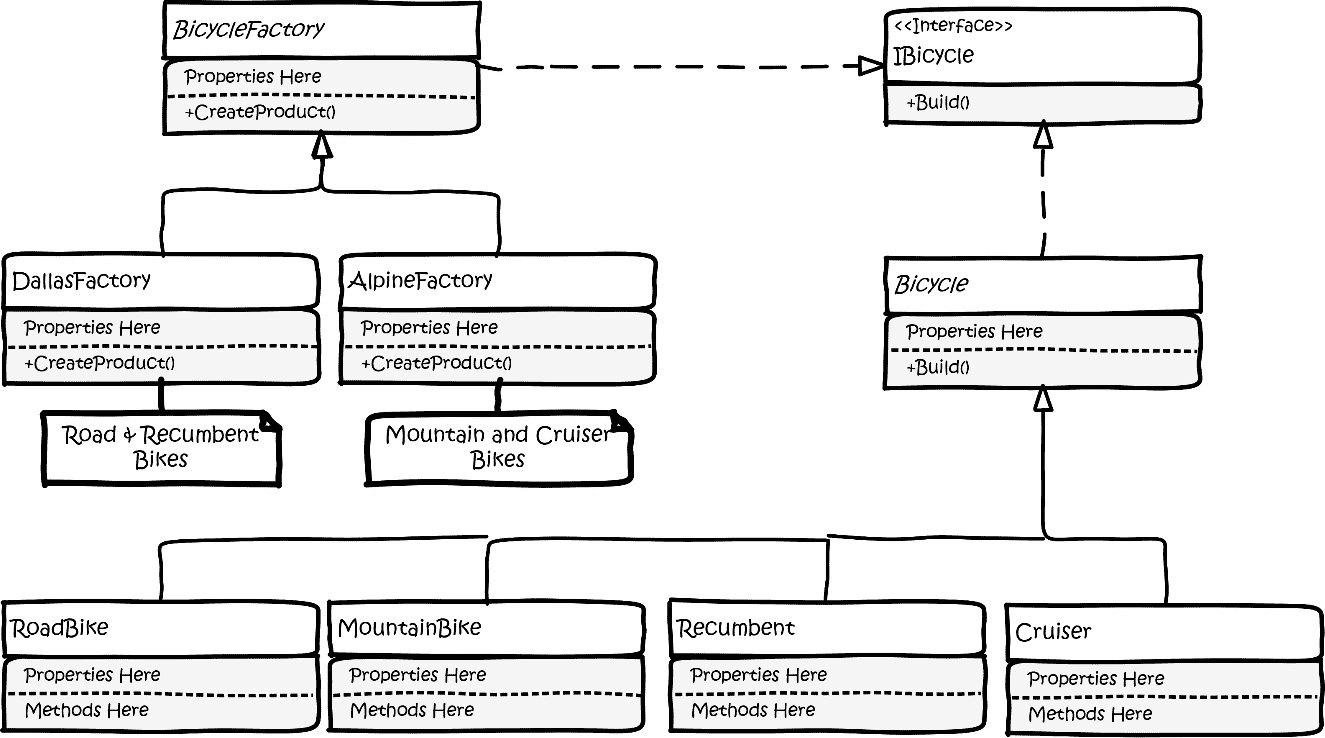 BicycleFactory
Properties Here
+CreateProduct()
<<Interface>>
IBicycle
+Build()
DallasFactory
Properties Here
+CreateProduct()
Road & Recumbent
Bikes
AlpineFactory
Properties Here
+CreateProduct()
Mountain and Cruiser
Bikes
Bicycle
Properties Here
+Build()
RoadBike
Properties Here
Methods Here
MountainBike
Properties Here
Methods Here
Recumbent
Properties Here
Methods Here
Cruiser
Properties Here
Methods Here